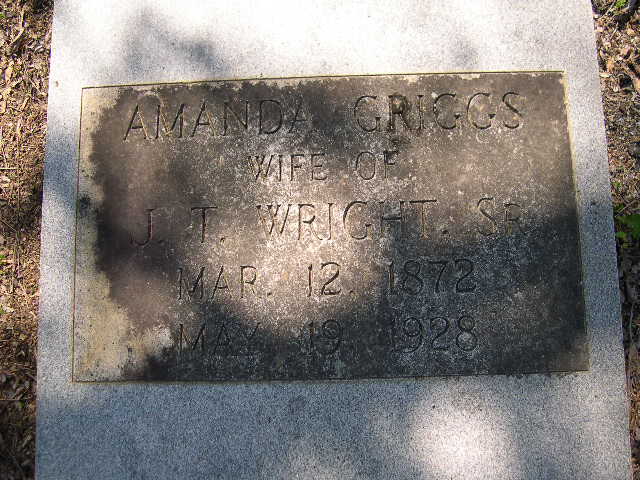 AMANDA GRIGGS
WIFE OF
J. T. WRIGHT, SR
MAR. 12, 1872
MAY 19, 1928